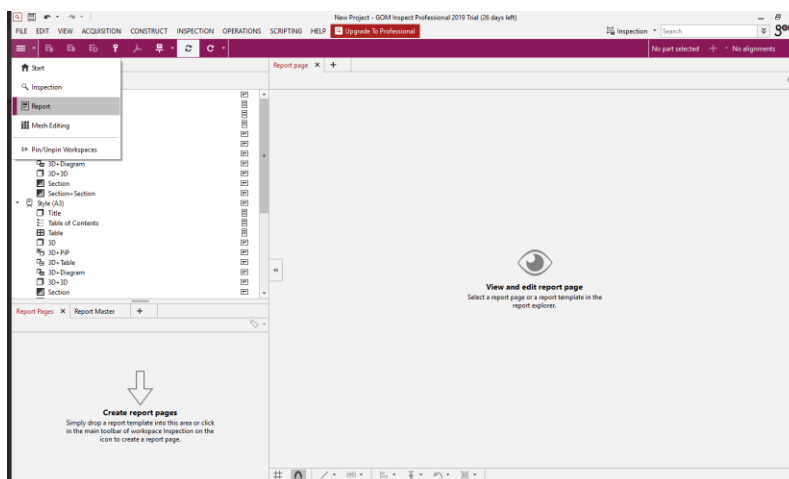 New Project - GOM Inspect Professional 2019 Trial (26 days left)
FILE EDIT VIEW ACQUISITION CONSTRUCT INSPECTION OPERATIONS SCRIPTING HELP Upgrade To Professional Inspection Search
No part selected No alignments
Start
Inspection
Report
Mesh Editing
Pin/Unpin Workspaces
3D+Diagram
3D+3D
Section
Section+Section
Style (A3)
Title
Table of Contents
Table
3D
3D+PiP
3D+Table
3D+Diagram
3D+3D
Section
Report Pages Report Master
Create report pages
Simply drop a report template into this area or click
in the main toolbar of workspace Inspection on the
icon to create a report page.
Report page
View and edit report page
Select a report page or a report template in the
report explorer.